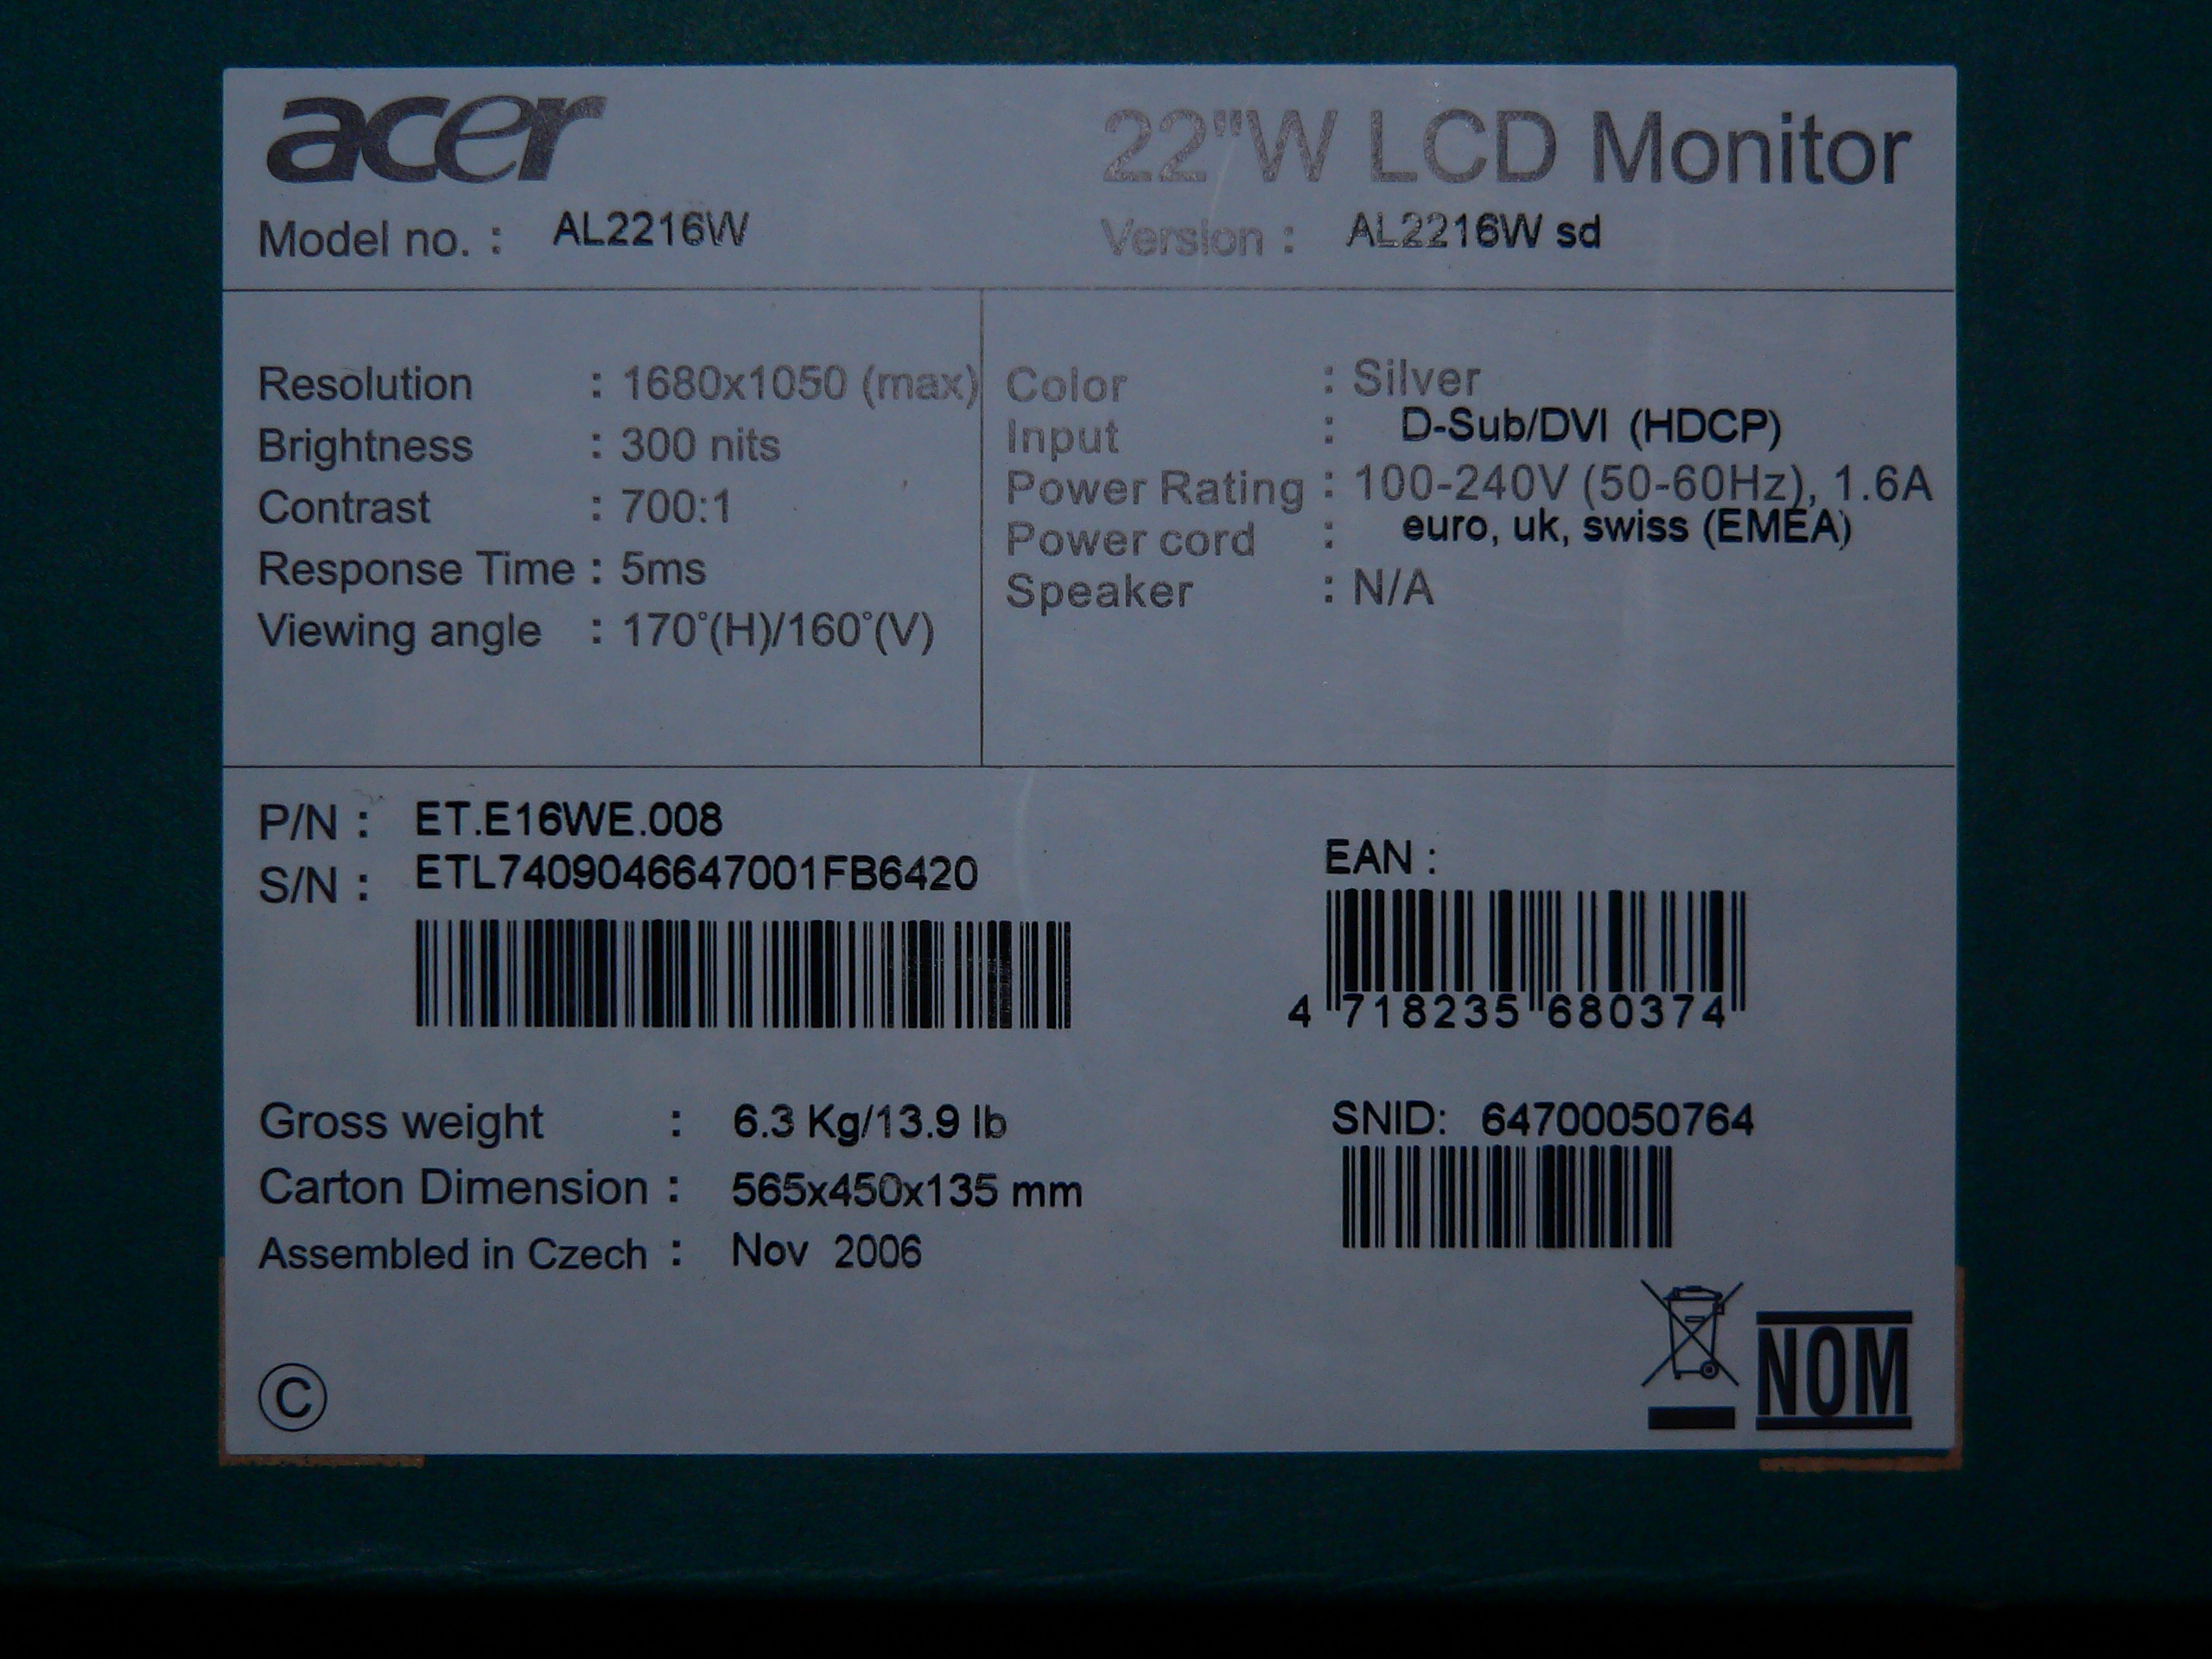 acer
22"W LCD Monitor
Model no. : AL2216W
Version : AL2216W sd
Resolution : 1680x1050 (max)
Brightness : 300 nits
Contrast : 700:1
Response Time : 5ms
Viewing angle : 170°(H)/160°(V)
Color : Silver
Input : D-Sub/DVI (HDCP)
Power Rating : 100-240V (50-60Hz), 1.6A
Power cord : euro, uk, swiss (EMEA)
Speaker : N/A
P/N : ET.E16WE.008
S/N : ETL7409046647001FB6420
EAN :
4 718235 680374
Gross weight : 6.3 Kg/13.9 lb
Carton Dimension : 565x450x135 mm
Assembled in Czech : Nov 2006
SNID: 64700050764
©
NOM